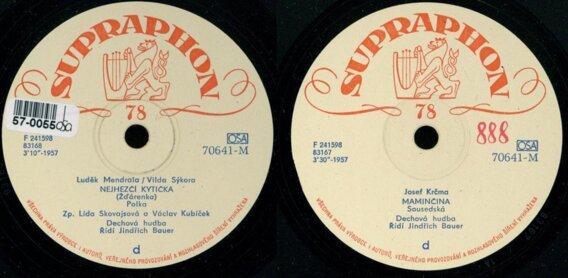 SUPRAPHON
78
57-0055
F 241598
83168
3'10"-1957
OSA
70641-M
Luděk Mendrala/Vilda Sýkora
NEJHEZČÍ KYTIČKA
(Žďárenka)
Polka
Zp. Lída Skovajsová a Václav Kubíček
Dechová hudba
Řídí Jindřich Bauer
d
VŠECHNA PRÁVA VÝROBCE I AUTORŮ VEŘEJNÉHO PROVOZOVÁNÍ A ROZHLASOVÉHO ŠÍŘENÍ VYHRAŽENA
SUPRAPHON
78
F 241598
83167
3'30"-1957
888
OSA
70641-M
Josef Krčma
MAMINČINA
Sousedská
Dechová hudba
Řídí Jindřich Bauer
d
VŠECHNA PRÁVA VÝROBCE I AUTORŮ VEŘEJNÉHO PROVOZOVÁNÍ A ROZHLASOVÉHO ŠÍŘENÍ VYHRAŽENA